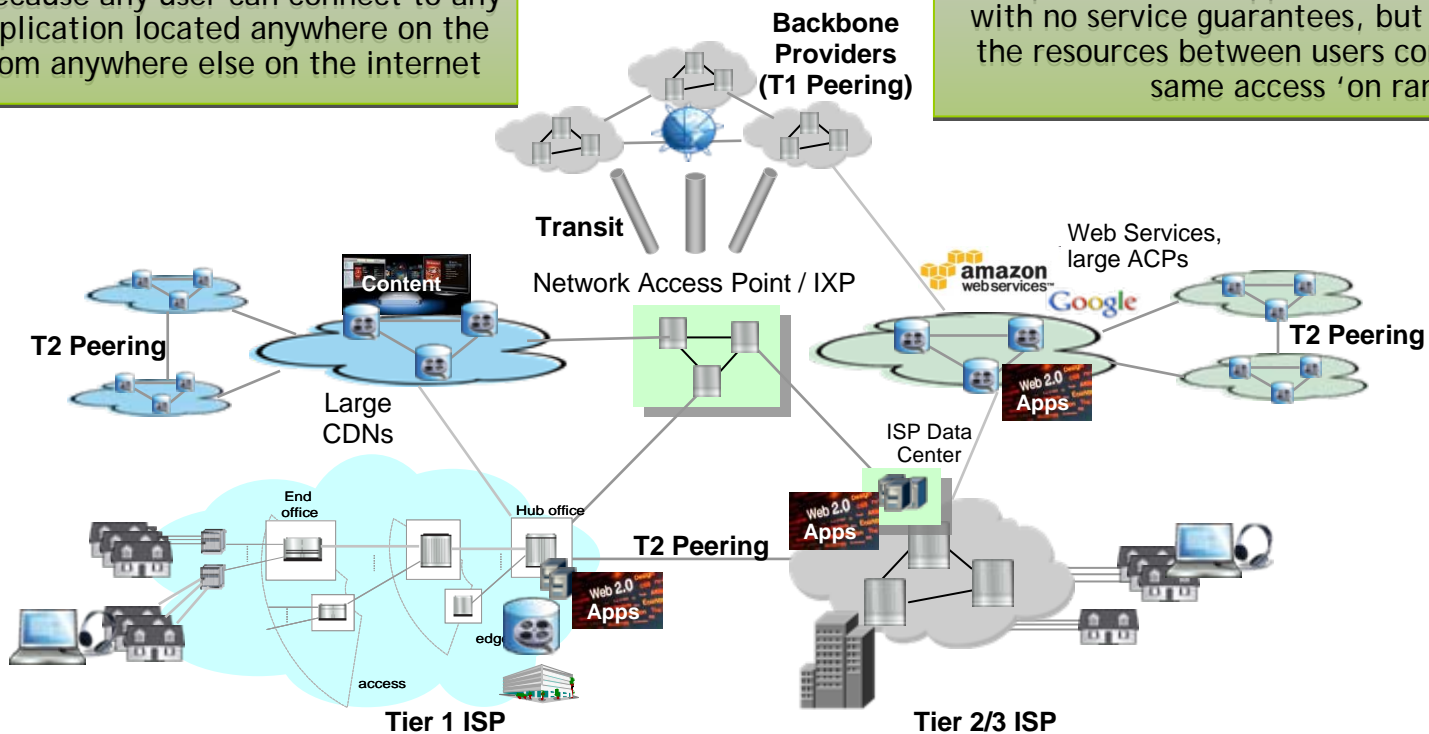 because any user can connect to any
plication located anywhere on the
om anywhere else on the internet
with no service guarantees, but
the resources between users co
same access ‘on ra
Backbone
Providers
(T1 Peering)
Transit
Network Access Point / IXP
Content
amazon
webservices™
Google
Web Services,
large ACPs
T2 Peering
T2 Peering
Large
CDNs
Web 2.0
Apps
ISP Data
Center
Web 2.0
Apps
End
office
Hub office
T2 Peering
Web 2.0
Apps
edg
access
Tier 1 ISP
Tier 2/3 ISP